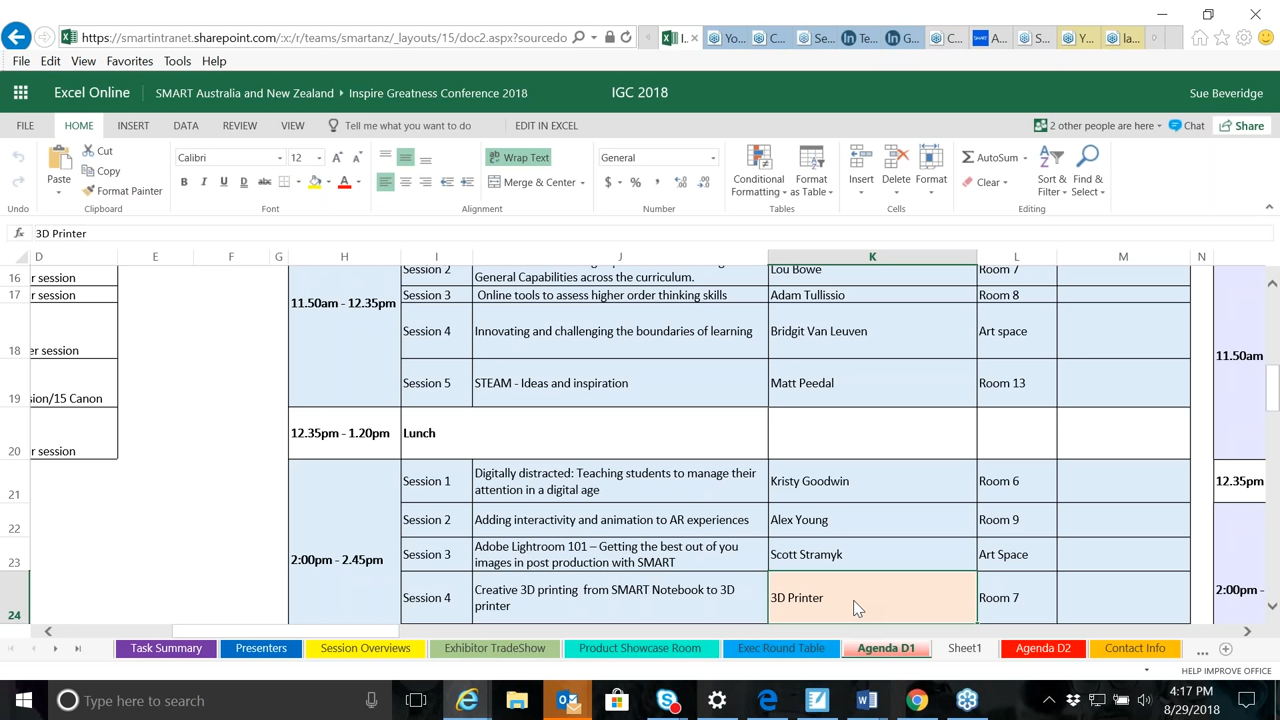 https://smartintranet.sharepoint.com/:x:/r/teams/smartanz/_layouts/15/doc2.aspx?sourcedo
I...
Yo...
C...
Se...
Te...
G...
C...
A...
S...
Y...
la...
File Edit View Favorites Tools Help
Excel Online SMART Australia and New Zealand Inspire Greatness Conference 2018 IGC 2018 Sue Beveridge
FILE HOME INSERT DATA REVIEW VIEW Tell me what you want to do EDIT IN EXCEL 2 other people are here Chat Share
Paste Cut Copy Format Painter
Calibri 12 A A
B I U D abc A
Wrap Text
Merge & Center
General
$ % , .00 .0
Conditional Formatting
Format as Table
Insert Delete Format
AutoSum
Clear
Sort & Filter
Find & Select
Undo Clipboard Font Alignment Number Tables Cells Editing
fx 3D Printer
D E F G H I J K L M N
16 er session Session 2 General Capabilities across the curriculum. Lou Bowe Room 7
17 er session Session 3 Online tools to assess higher order thinking skills Adam Tullissio Room 8
11.50am - 12.35pm
18 er session Session 4 Innovating and challenging the boundaries of learning Bridgit Van Leuven Art space
11.50am
19 sion/15 Canon Session 5 STEAM - Ideas and inspiration Matt Peedal Room 13
20 r session 12.35pm - 1.20pm Lunch
21 Session 1 Digitally distracted: Teaching students to manage their
attention in a digital age Kristy Goodwin Room 6 12.35pm
22 Session 2 Adding interactivity and animation to AR experiences Alex Young Room 9
2:00pm - 2.45pm
23 Session 3 Adobe Lightroom 101 – Getting the best out of you
images in post production with SMART Scott Stramyk Art Space
24 Session 4 Creative 3D printing from SMART Notebook to 3D
printer 3D Printer Room 7 2:00pm -
Task Summary Presenters Session Overviews Exhibitor TradeShow Product Showcase Room Exec Round Table Agenda D1 Sheet1 Agenda D2 Contact Info ...
HELP IMPROVE OFFICE
Type here to search
4:17 PM
8/29/2018